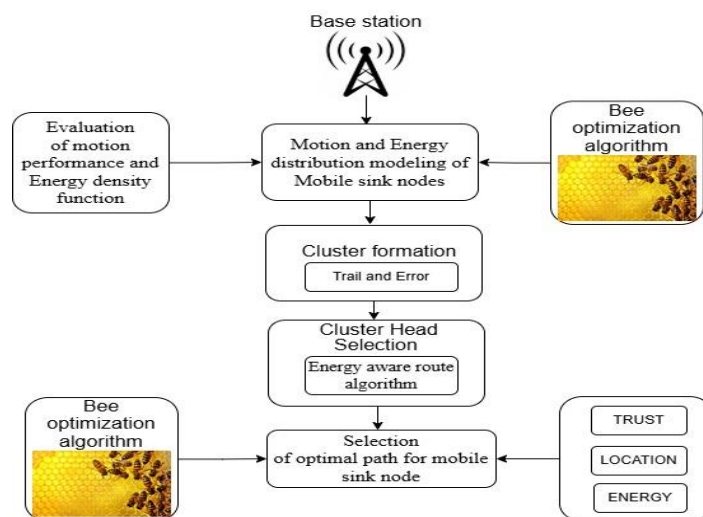 Base station
Evaluation
of motion
performance and
Energy density
function
Motion and Energy
distribution modeling of
Mobile sink nodes
Bee
optimization
algorithm
Cluster formation
Trail and Error
Cluster Head
Selection
Energy aware route
algorithm
Bee
optimization
algorithm
Selection
of optimal path for mobile
sink node
TRUST
LOCATION
ENERGY